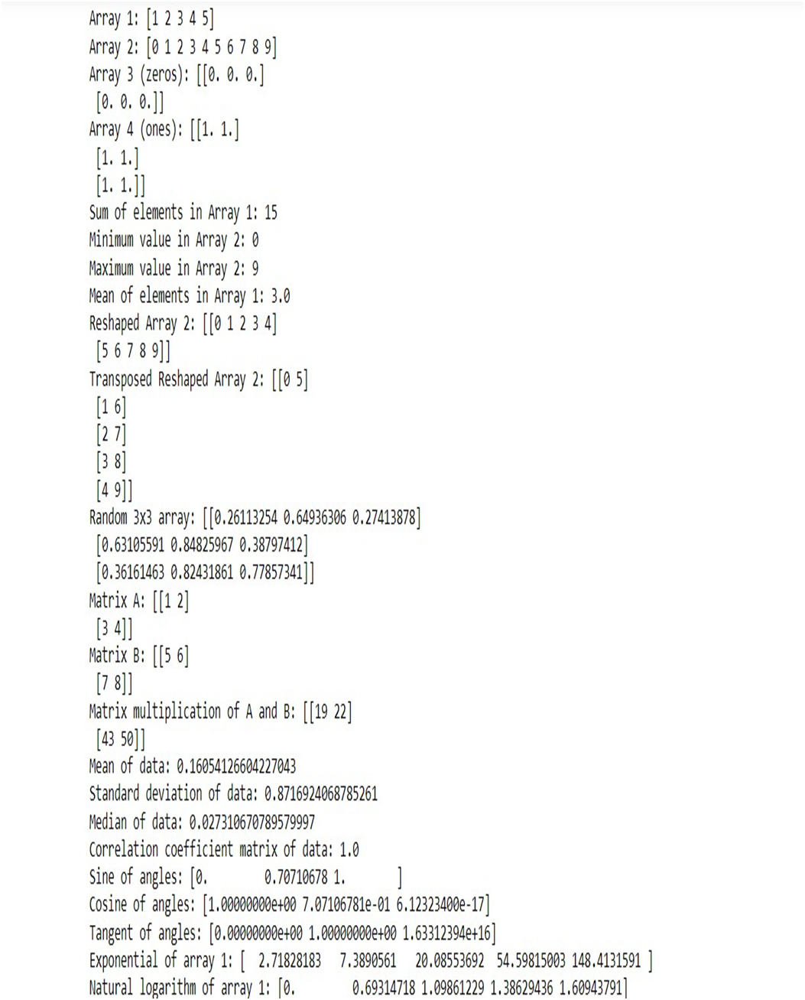 Array 1: [1 2 3 4 5]
Array 2: [0 1 2 3 4 5 6 7 8 9]
Array 3 (zeros): [[0. 0. 0.]
 [0. 0. 0.]]
Array 4 (ones): [[1. 1.]
 [1. 1.]
 [1. 1.]]
Sum of elements in Array 1: 15
Minimum value in Array 2: 0
Maximum value in Array 2: 9
Mean of elements in Array 1: 3.0
Reshaped Array 2: [[0 1 2 3 4]
 [5 6 7 8 9]]
Transposed Reshaped Array 2: [[0 5]
 [1 6]
 [2 7]
 [3 8]
 [4 9]]
Random 3x3 array: [[0.26113254 0.64936306 0.27413878]
 [0.63105591 0.84825967 0.38797412]
 [0.36161463 0.82431861 0.77857341]]
Matrix A: [[1 2]
 [3 4]]
Matrix B: [[5 6]
 [7 8]]
Matrix multiplication of A and B: [[19 22]
 [43 50]]
Mean of data: 0.16054126604227043
Standard deviation of data: 0.8716924068785261
Median of data: 0.027310670789579997
Correlation coefficient matrix of data: 1.0
Sine of angles: [0.         0.70710678 1.        ]
Cosine of angles: [1.00000000e+00 7.07106781e-01 6.12323400e-17]
Tangent of angles: [0.00000000e+00 1.00000000e+00 1.63312394e+16]
Exponential of array 1: [  2.71828183   7.3890561   20.08553692  54.59815003 148.4131591 ]
Natural logarithm of array 1: [0.         0.69314718 1.09861229 1.38629436 1.60943791]